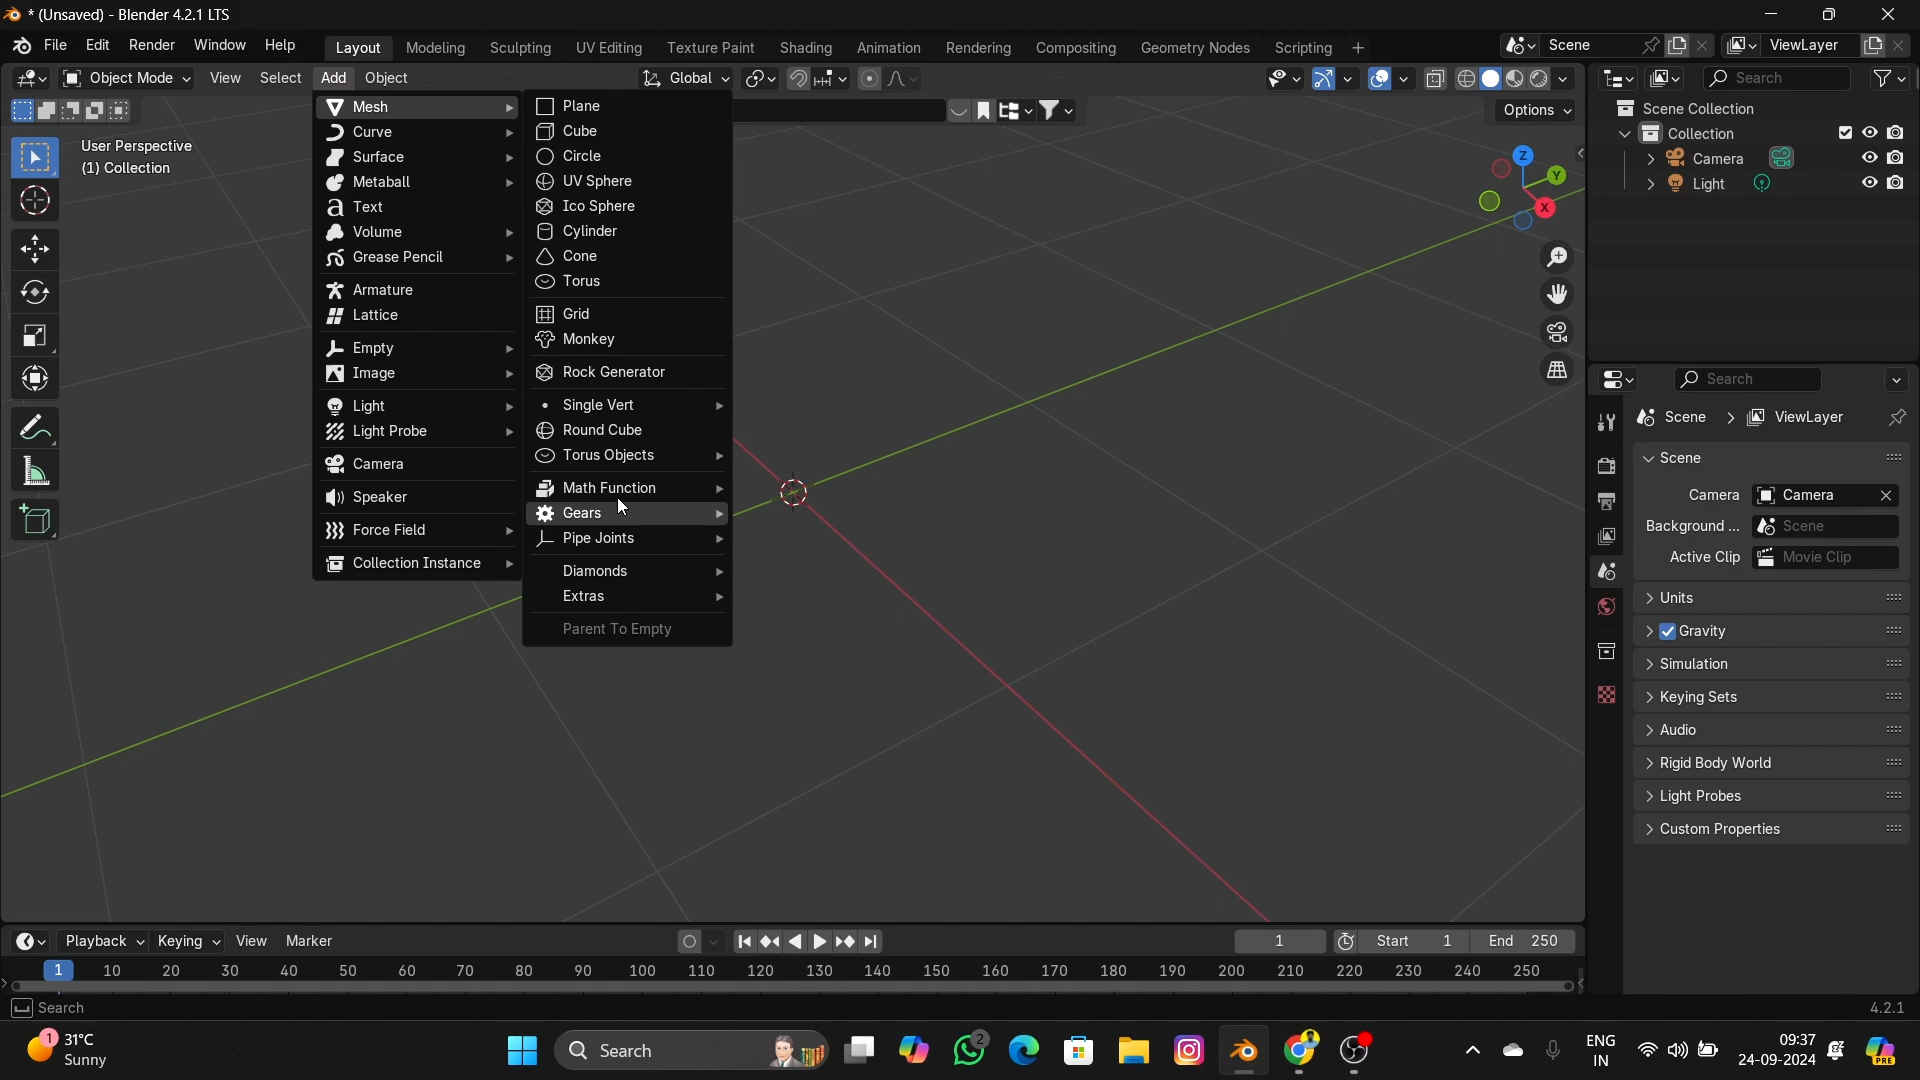 * (Unsaved) - Blender 4.2.1 LTS
File Edit Render Window Help Layout Modeling Sculpting UV Editing Texture Paint Shading Animation Rendering Compositing Geometry Nodes Scripting + Scene ViewLayer
Object Mode View Select Add Object Global Search
Options
User Perspective
(1) Collection
Mesh
Curve
Surface
Metaball
Text
Volume
Grease Pencil
Armature
Lattice
Empty
Image
Light
Light Probe
Camera
Speaker
Force Field
Collection Instance
Plane
Cube
Circle
UV Sphere
Ico Sphere
Cylinder
Cone
Torus
Grid
Monkey
Rock Generator
Single Vert
Round Cube
Torus Objects
Math Function
Gears
Pipe Joints
Diamonds
Extras
Parent To Empty
Z
Y
X
Scene Collection
Collection
Camera
Light
Search
Scene > ViewLayer
Scene
Camera Camera
Background ... Scene
Active Clip Movie Clip
Units
Gravity
Simulation
Keying Sets
Audio
Rigid Body World
Light Probes
Custom Properties
Playback Keying View Marker 1 Start 1 End 250
1 10 20 30 40 50 60 70 80 90 100 110 120 130 140 150 160 170 180 190 200 210 220 230 240 250
Search 4.2.1
1 31°C
Sunny
Search
2
ENG
IN
09:37
24-09-2024
PRE